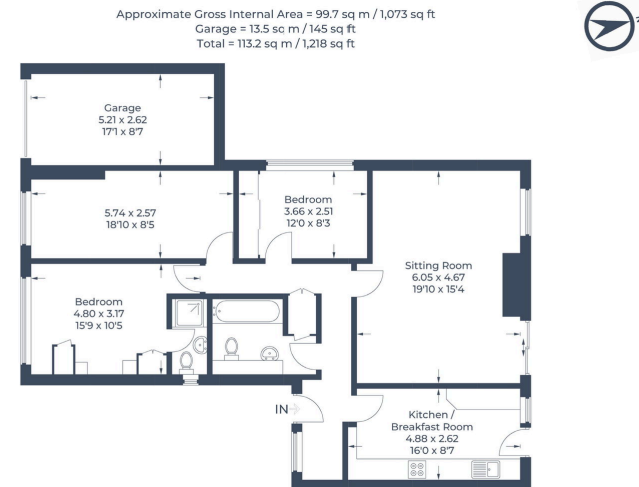 Approximate Gross Internal Area = 99.7 sq m / 1,073 sq ft
Garage = 13.5 sq m / 145 sq ft
Total = 113.2 sq m / 1,218 sq ft
Garage
5.21 x 2.62
17'1 x 8'7
5.74 x 2.57
18'10 x 8'5
Bedroom
3.66 x 2.51
12'0 x 8'3
Sitting Room
6.05 x 4.67
19'10 x 15'4
Bedroom
4.80 x 3.17
15'9 x 10'5
IN
Kitchen /
Breakfast Room
4.88 x 2.62
16'0 x 8'7